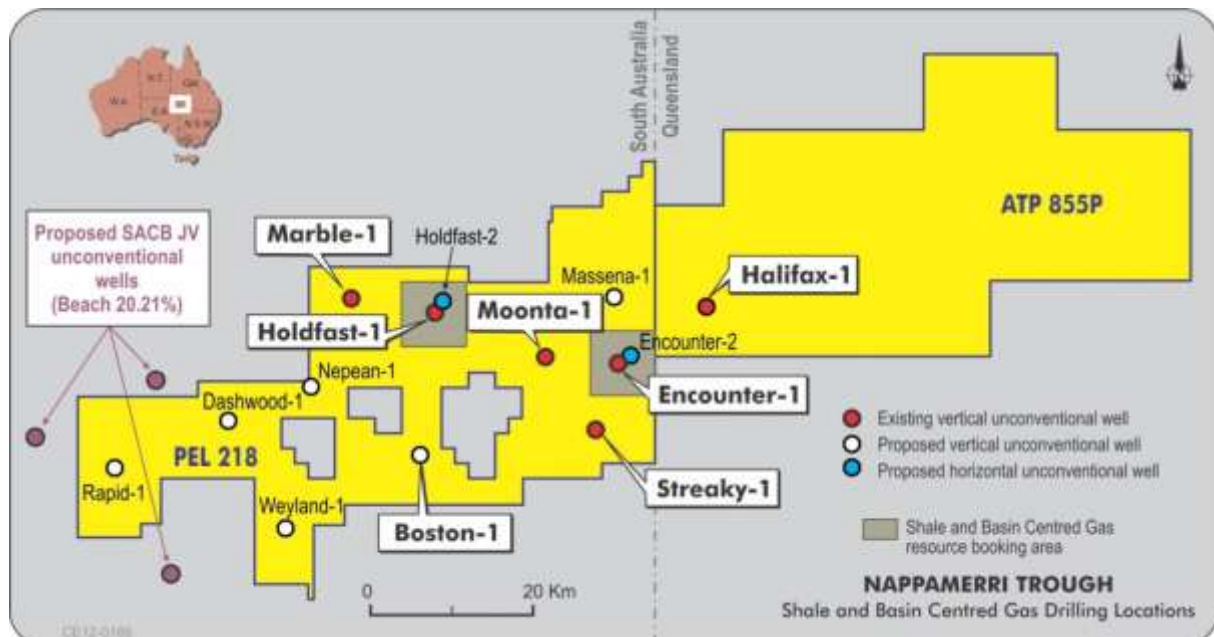 South Australia
Queensland
N
W.A.
N.T.
QLD
S.A.
N.S.W.
ATP 855P
Proposed SACB JV
unconventional
wells
(Beach 20.21%)
Marble-1
Holdfast-2
Massena-1
Halifax-1
Holdfast-1
Moonta-1
Encounter-2
Nepean-1
Encounter-1
Dashwood-1
PEL 218
Rapid-1
Weyland-1
Boston-1
Streaky-1
Existing vertical unconventional well
Proposed vertical unconventional well
Proposed horizontal unconventional well
Shale and Basin Centred Gas
resource booking area
0 20 Km
NAPPAMERRI TROUGH
Shale and Basin Centred Gas Drilling Locations